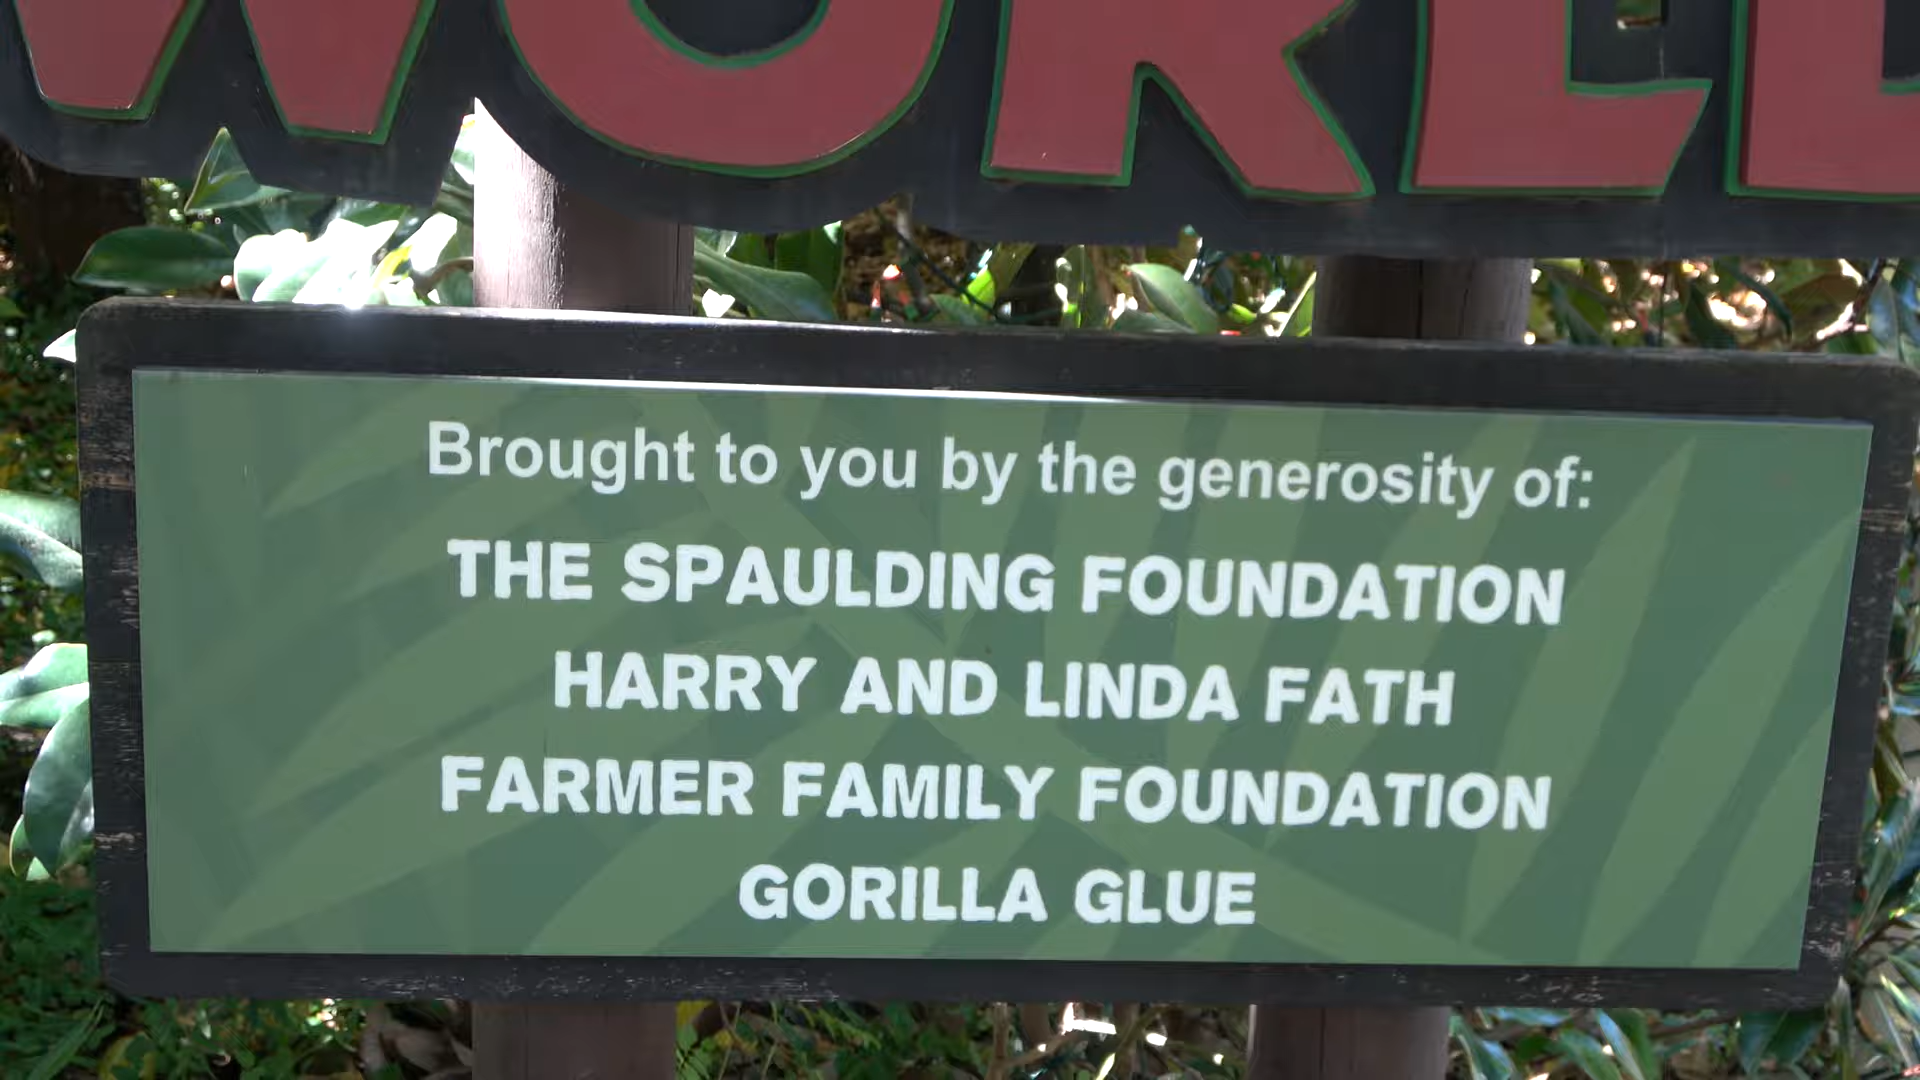 WORLD
Brought to you by the generosity of:
THE SPAULDING FOUNDATION
HARRY AND LINDA FATH
FARMER FAMILY FOUNDATION
GORILLA GLUE